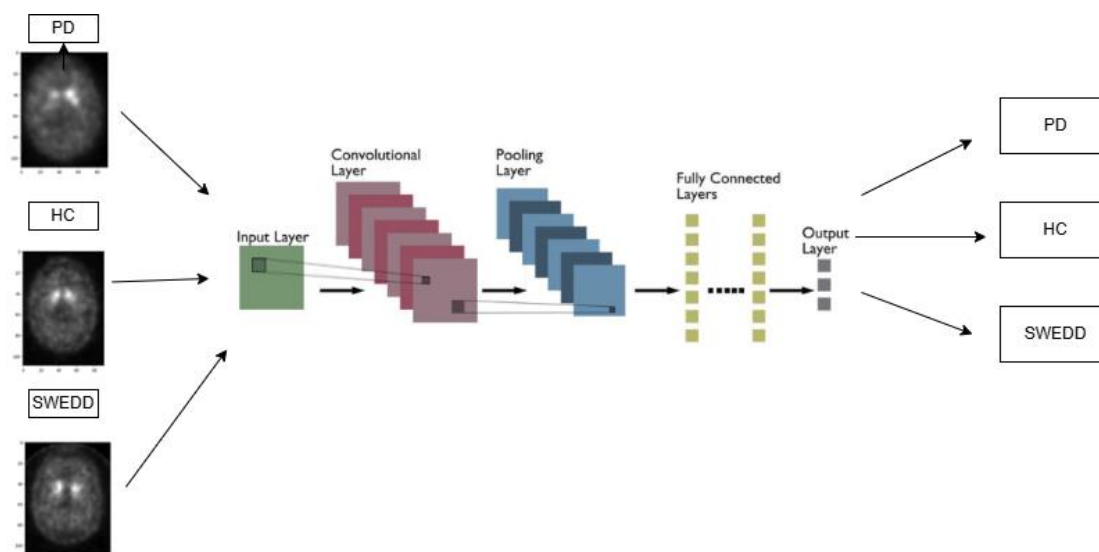 PD
HC
SWEDD
Input Layer
Convolutional
Layer
Pooling
Layer
Fully Connected
Layers
Output
Layer
PD
HC
SWEDD